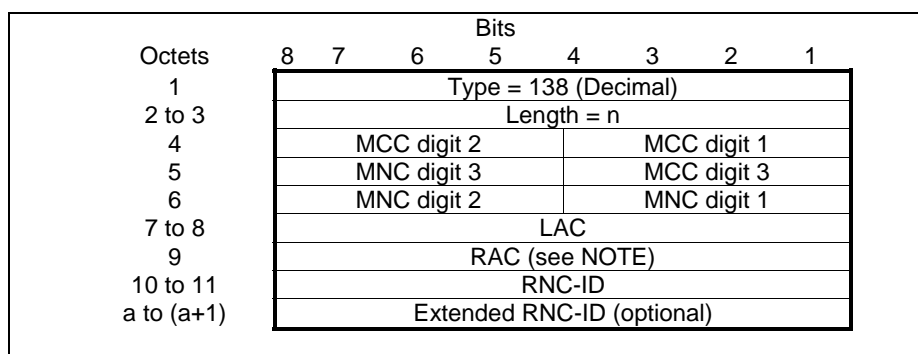 Bits
Octets 8 7 6 5 4 3 2 1
1 Type = 138 (Decimal)
2 to 3 Length = n
4 MCC digit 2 MCC digit 1
5 MNC digit 3 MCC digit 3
6 MNC digit 2 MNC digit 1
7 to 8 LAC
9 RAC (see NOTE)
10 to 11 RNC-ID
a to (a+1) Extended RNC-ID (optional)